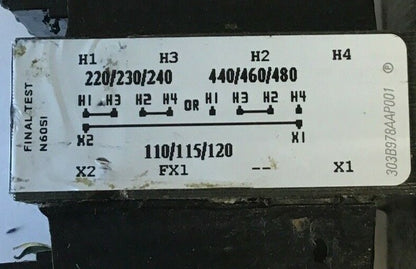 H1 H3 H2 H4
220/230/240 440/460/480
H1 H3 H2 H4 OR H1 H3 H2 H4
X2 X1
110/115/120
X2 FX1 -- X1
FINAL TEST
N60SI
303B978AAP001 ℗